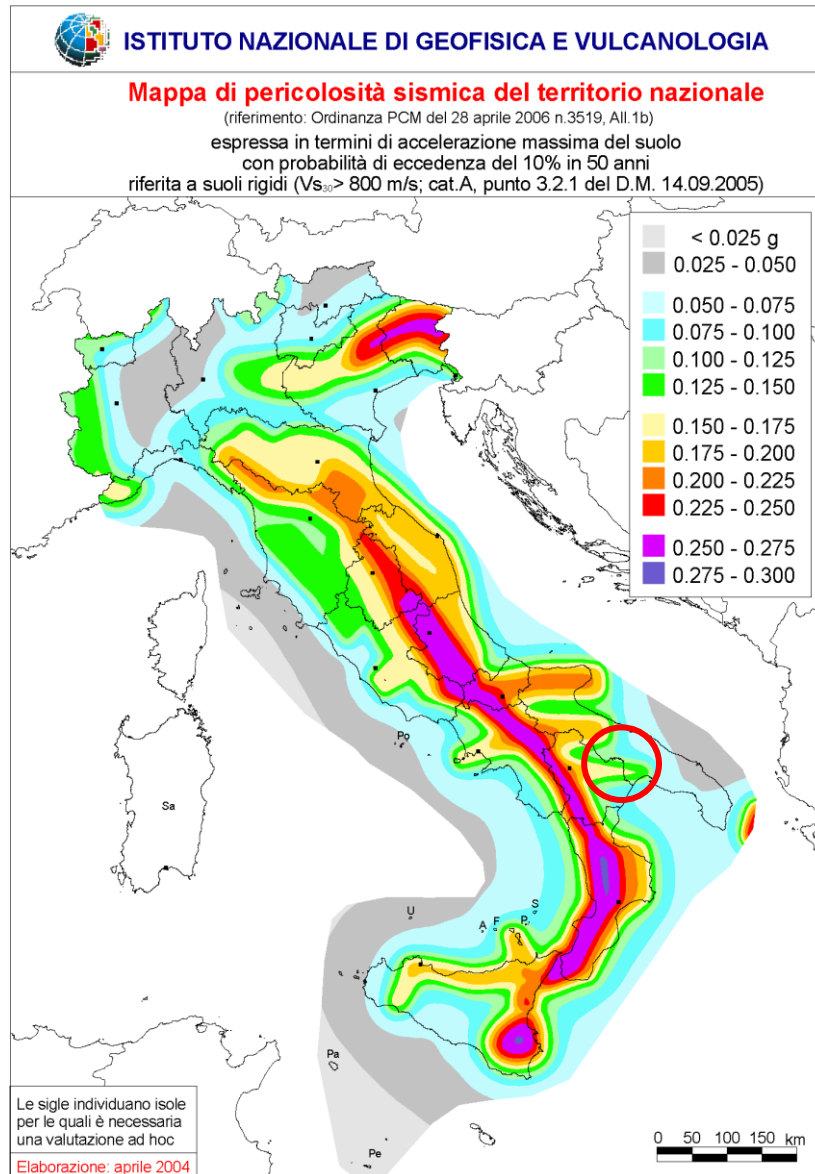 ISTITUTO NAZIONALE DI GEOFISICA E VULCANOLOGIA
Mappa di pericolosità sismica del territorio nazionale
(riferimento: Ordinanza PCM del 28 aprile 2006 n.3519, All.1b)
espressa in termini di accelerazione massima del suolo
con probabilità di eccedenza del 10% in 50 anni
riferita a suoli rigidi (Vs₃₀> 800 m/s; cat.A, punto 3.2.1 del D.M. 14.09.2005)
< 0.025 g
0.025 - 0.050
0.050 - 0.075
0.075 - 0.100
0.100 - 0.125
0.125 - 0.150
0.150 - 0.175
0.175 - 0.200
0.200 - 0.225
0.225 - 0.250
0.250 - 0.275
0.275 - 0.300
Po
Sa
U
A
F
P
S
Pa
Pe
Le sigle individuano isole
per le quali è necessaria
una valutazione ad hoc
Elaborazione: aprile 2004
0 50 100 150 km